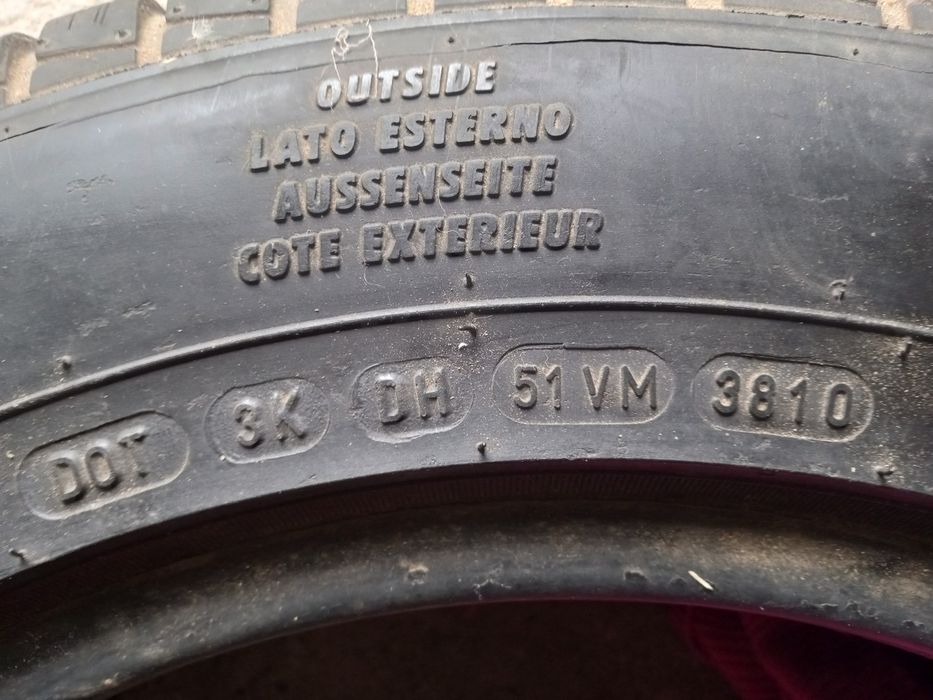 OUTSIDE
LATO ESTERNO
AUSSENSEITE
COTE EXTERIEUR
DOT 3K DH 51VM 3810